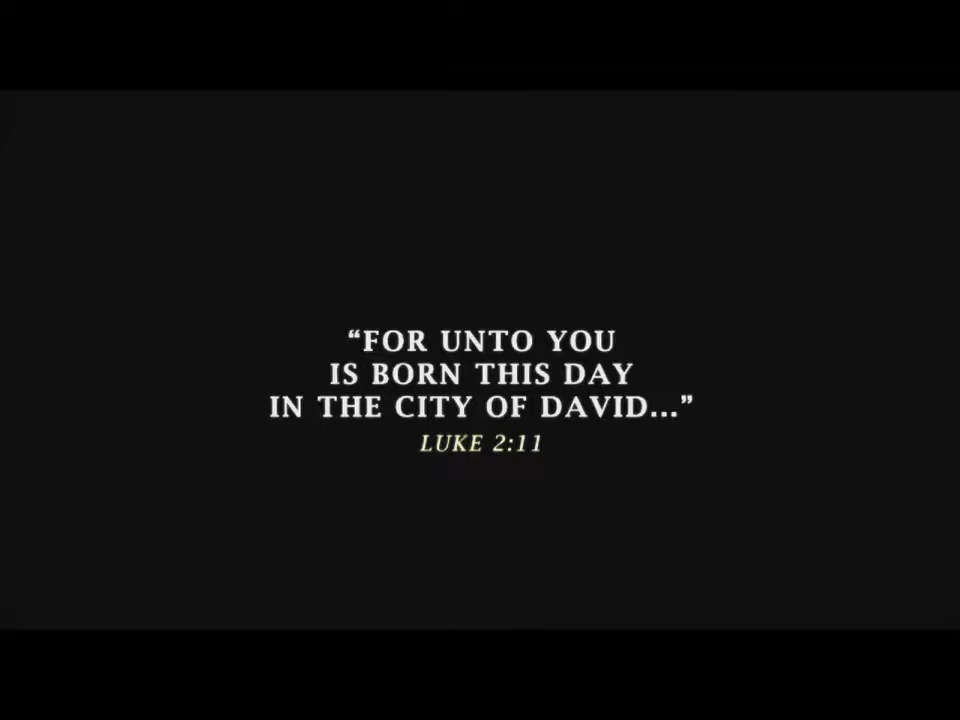 “FOR UNTO YOU
IS BORN THIS DAY
IN THE CITY OF DAVID...”
LUKE 2:11